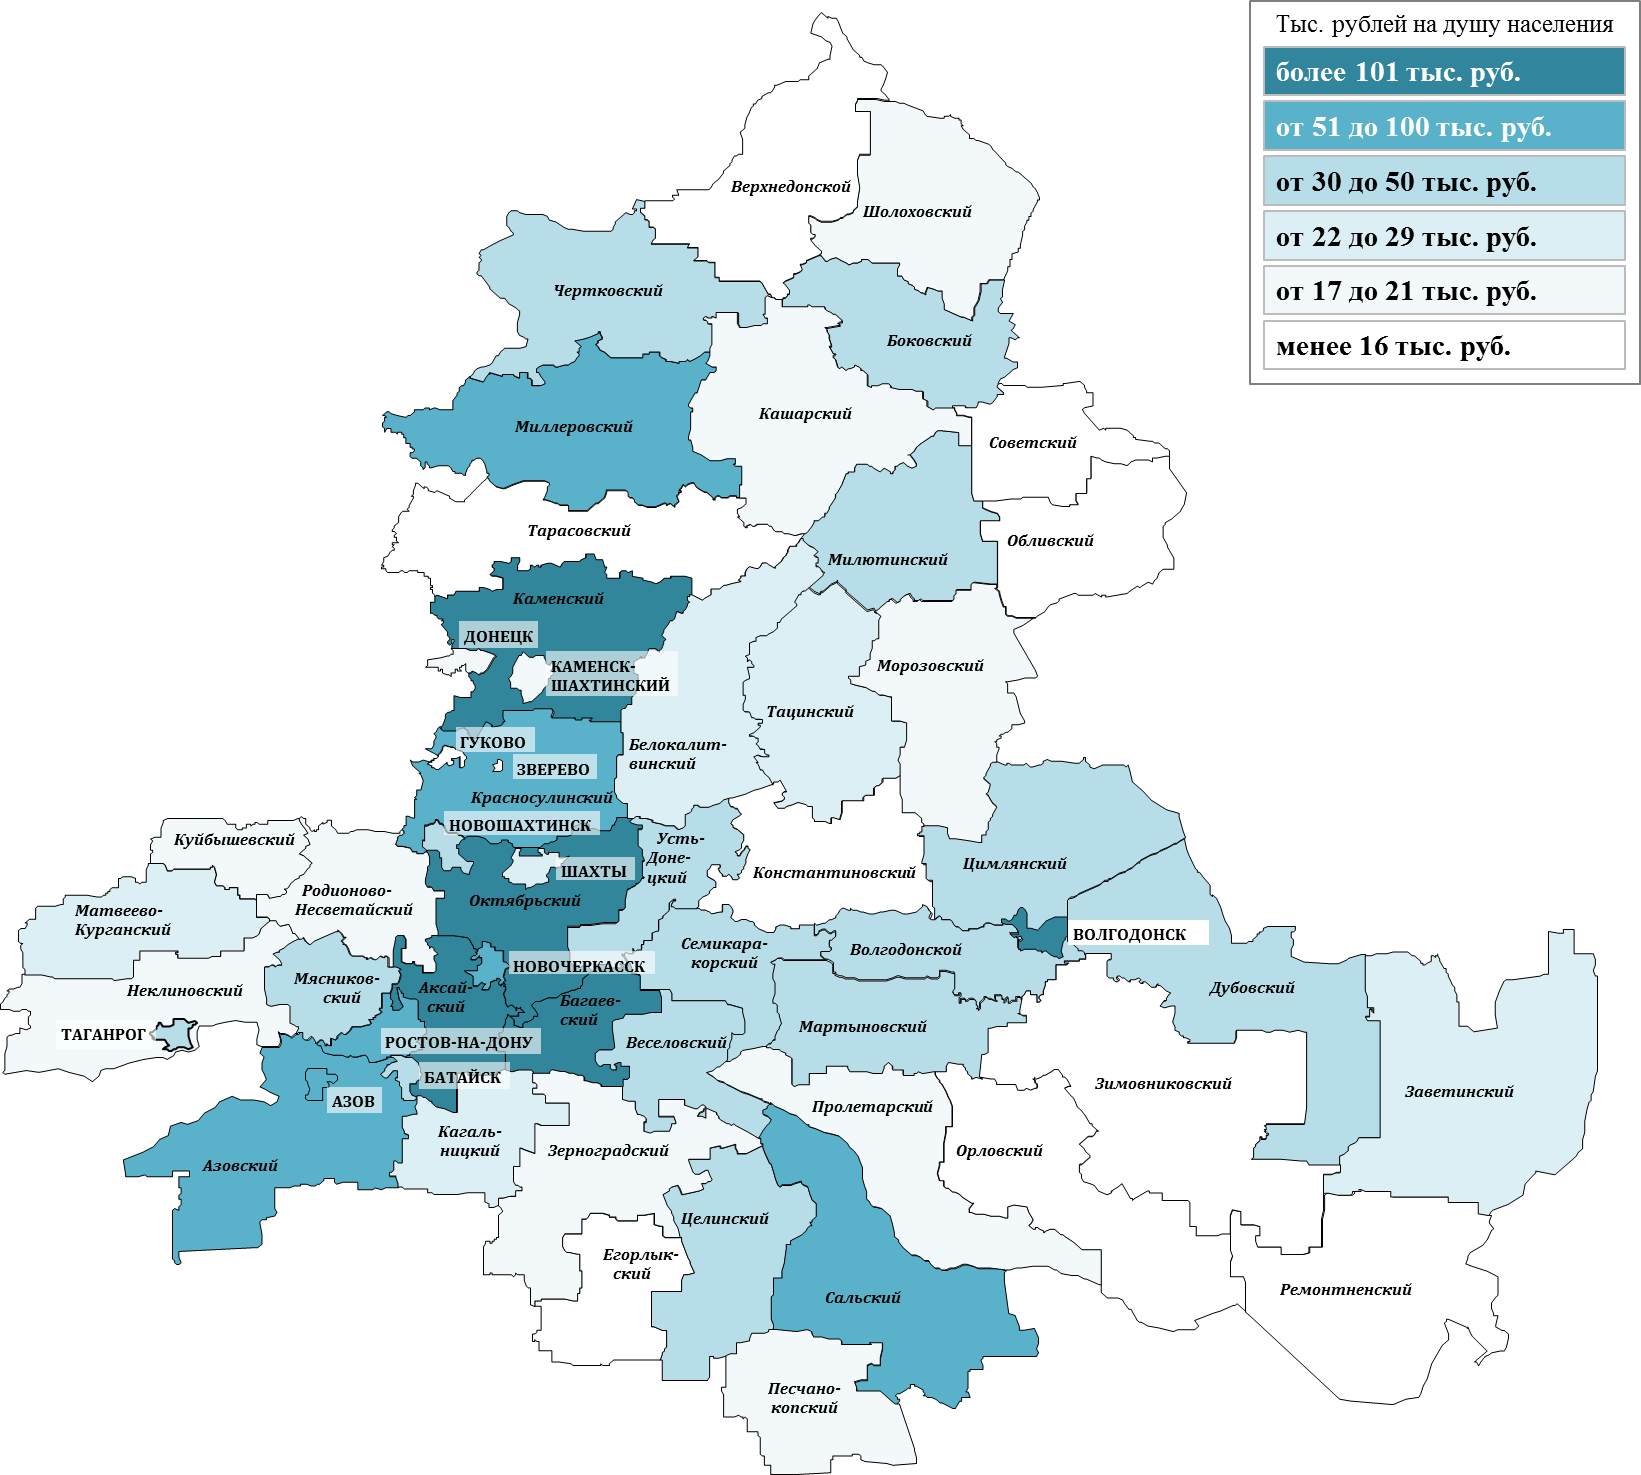 Тыс. рублей на душу населения
более 101 тыс. руб.
от 51 до 100 тыс. руб.
от 30 до 50 тыс. руб.
от 22 до 29 тыс. руб.
от 17 до 21 тыс. руб.
менее 16 тыс. руб.
Верхнедонской
Шолоховский
Чертковский
Боковский
Миллеровский
Кашарский
Советский
Тарасовский
Обливский
Милютинский
Каменский
ДОНЕЦК
КАМЕНСК-
ШАХТИНСКИЙ
Морозовский
Тацинский
ГУКОВО
Белокалит-
винский
ЗВЕРЕВО
Красносулинский
НОВОШАХТИНСК
Куйбышевский
Усть-
Доне-
цкий
Цимлянский
ШАХТЫ
Константиновский
Родионово-
Несветайский
Октябрьский
Матвеево-
Курганский
ВОЛГОДОНСК
Семикара-
корский
Волгодонской
НОВОЧЕРКАССК
Мясников-
ский
Неклиновский
Аксай-
ский
Дубовский
Багаев-
ский
Мартыновский
ТАГАНРОГ
РОСТОВ-НА-ДОНУ
Веселовский
БАТАЙСК
Зимовниковский
Заветинский
АЗОВ
Пролетарский
Кагаль-
ницкий
Зерноградский
Орловский
Азовский
Целинский
Егорлык-
ский
Сальский
Ремонтненский
Песчано-
копский